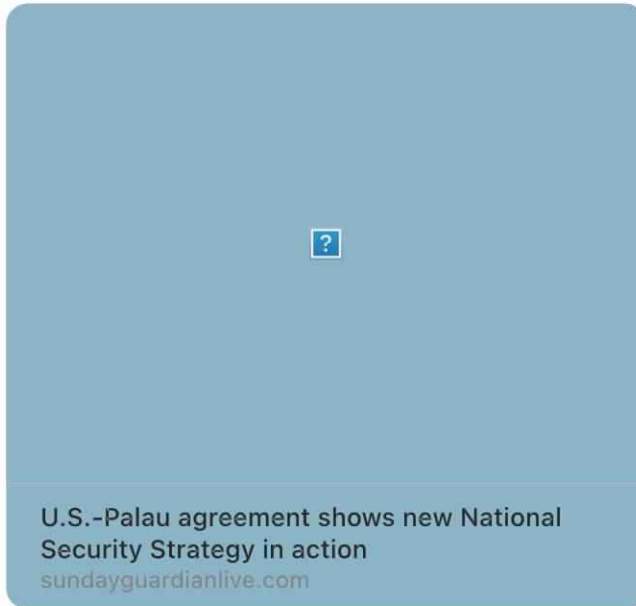 ?
U.S.-Palau agreement shows new National
Security Strategy in action
sundayguardianlive.com